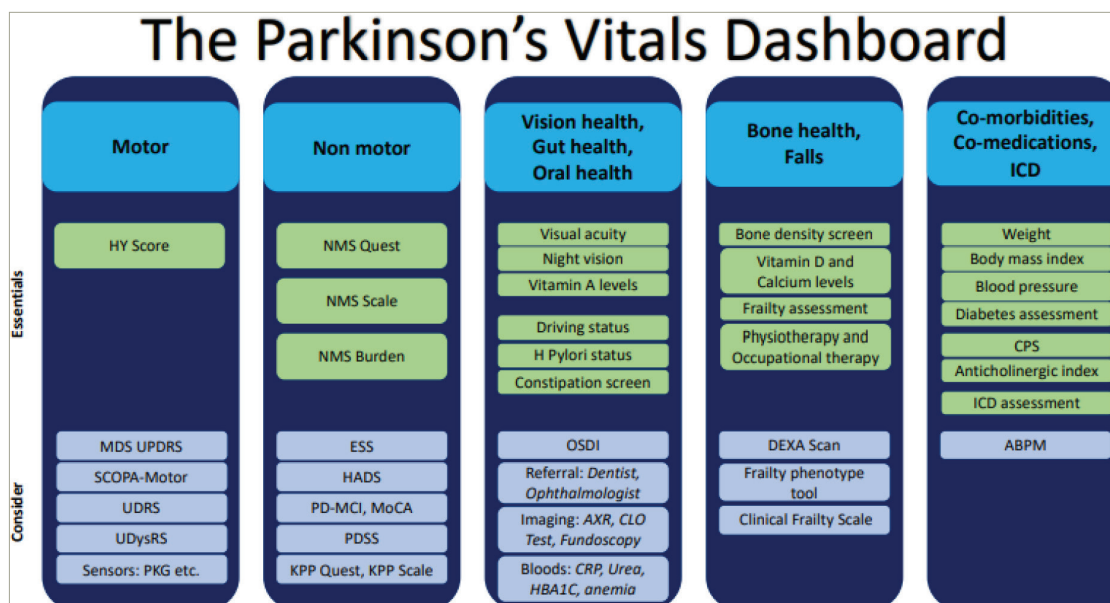 The Parkinson's Vitals Dashboard
Motor
Non motor
Vision health,
Gut health,
Oral health
Bone health,
Falls
Co-morbidities,
Co-medications,
ICD
Essentials
HY Score
NMS Quest
NMS Scale
NMS Burden
Visual acuity
Night vision
Vitamin A levels
Driving status
H Pylori status
Constipation screen
Bone density screen
Vitamin D and
Calcium levels
Frailty assessment
Physiotherapy and
Occupational therapy
Weight
Body mass index
Blood pressure
Diabetes assessment
CPS
Anticholinergic index
ICD assessment
Consider
MDS UPDRS
SCOPA-Motor
UDRS
UDysRS
Sensors: PKG etc.
ESS
HADS
PD-MCI, MoCA
PDSS
KPP Quest, KPP Scale
OSDI
Referral: Dentist,
Ophthalmologist
Imaging: AXR, CLO
Test, Fundoscopy
Bloods: CRP, Urea,
HBA1C, anemia
DEXA Scan
Frailty phenotype
tool
Clinical Frailty Scale
ABPM